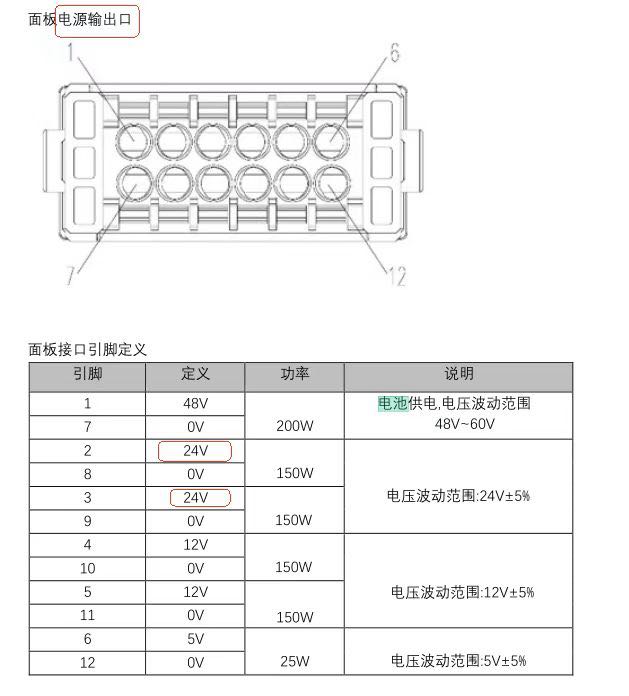 面板电源输出口
1 6
7 12
面板接口引脚定义
引脚 定义 功率 说明
1 48V 200W 电池供电,电压波动范围
48V~60V
7 0V
2 24V 150W 电压波动范围:24V±5%
8 0V
3 24V 150W
9 0V
4 12V 150W 电压波动范围:12V±5%
10 0V
5 12V 150W
11 0V
6 5V 25W 电压波动范围:5V±5%
12 0V